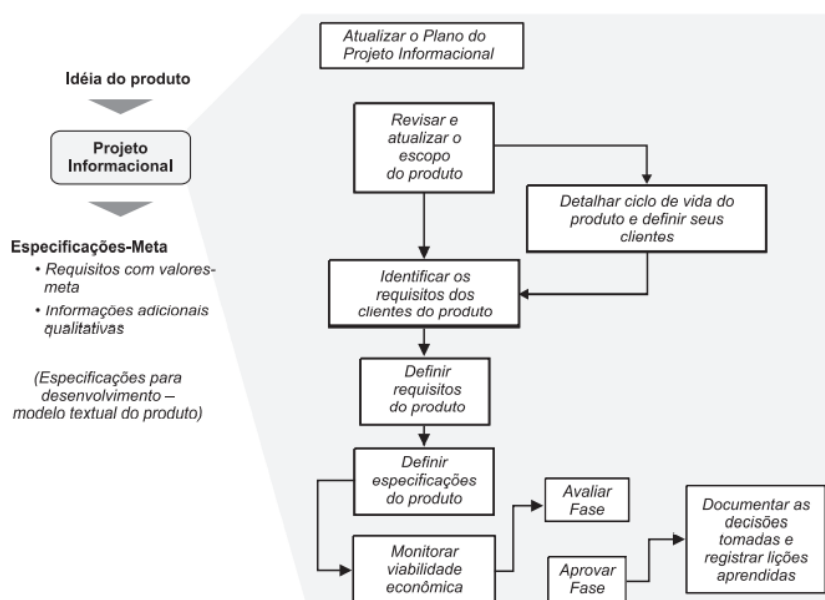 Idéia do produto
Projeto
Informacional
Especificações-Meta
• Requisitos com valores-
meta
• Informações adicionais
qualitativas
(Especificações para
desenvolvimento –
modelo textual do produto)
Atualizar o Plano do
Projeto Informacional
Revisar e
atualizar o
escopo
do produto
Detalhar ciclo de vida do
produto e definir seus
clientes
Identificar os
requisitos dos
clientes do produto
Definir
requisitos
do produto
Definir
especificações
do produto
Monitorar
viabilidade
econômica
Avaliar
Fase
Aprovar
Fase
Documentar as
decisões
tomadas e
registrar lições
aprendidas